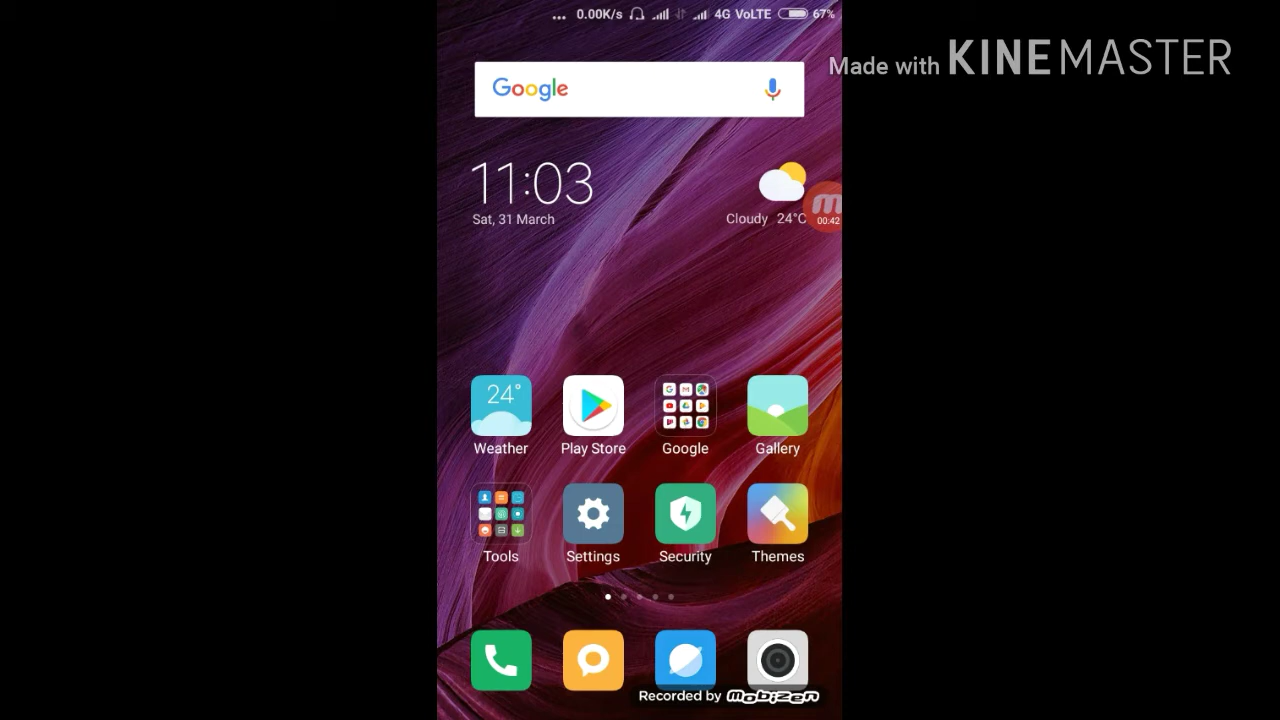 ... 0.00K/s 4G VoLTE 67%
Made with KINEMASTER
Google
11:03
Sat, 31 March
Cloudy 24°C
00:42
24°
Weather Play Store Google Gallery
Tools Settings Security Themes
Recorded by Mobizen